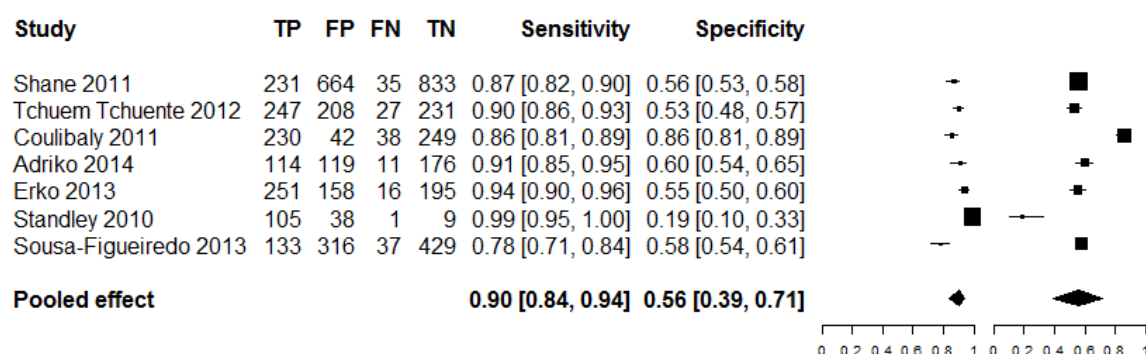 Study TP FP FN TN Sensitivity Specificity
Shane 2011 231 664 35 833 0.87 [0.82, 0.90] 0.56 [0.53, 0.58]
Tchuem Tchuente 2012 247 208 27 231 0.90 [0.86, 0.93] 0.53 [0.48, 0.57]
Coulibaly 2011 230 42 38 249 0.86 [0.81, 0.89] 0.86 [0.81, 0.89]
Adriko 2014 114 119 11 176 0.91 [0.85, 0.95] 0.60 [0.54, 0.65]
Erko 2013 251 158 16 195 0.94 [0.90, 0.96] 0.55 [0.50, 0.60]
Standley 2010 105 38 1 9 0.99 [0.95, 1.00] 0.19 [0.10, 0.33]
Sousa-Figueiredo 2013 133 316 37 429 0.78 [0.71, 0.84] 0.58 [0.54, 0.61]
Pooled effect 0.90 [0.84, 0.94] 0.56 [0.39, 0.71]
0 0.2 0.4 0.6 0.8 1 0 0.2 0.4 0.6 0.8 1